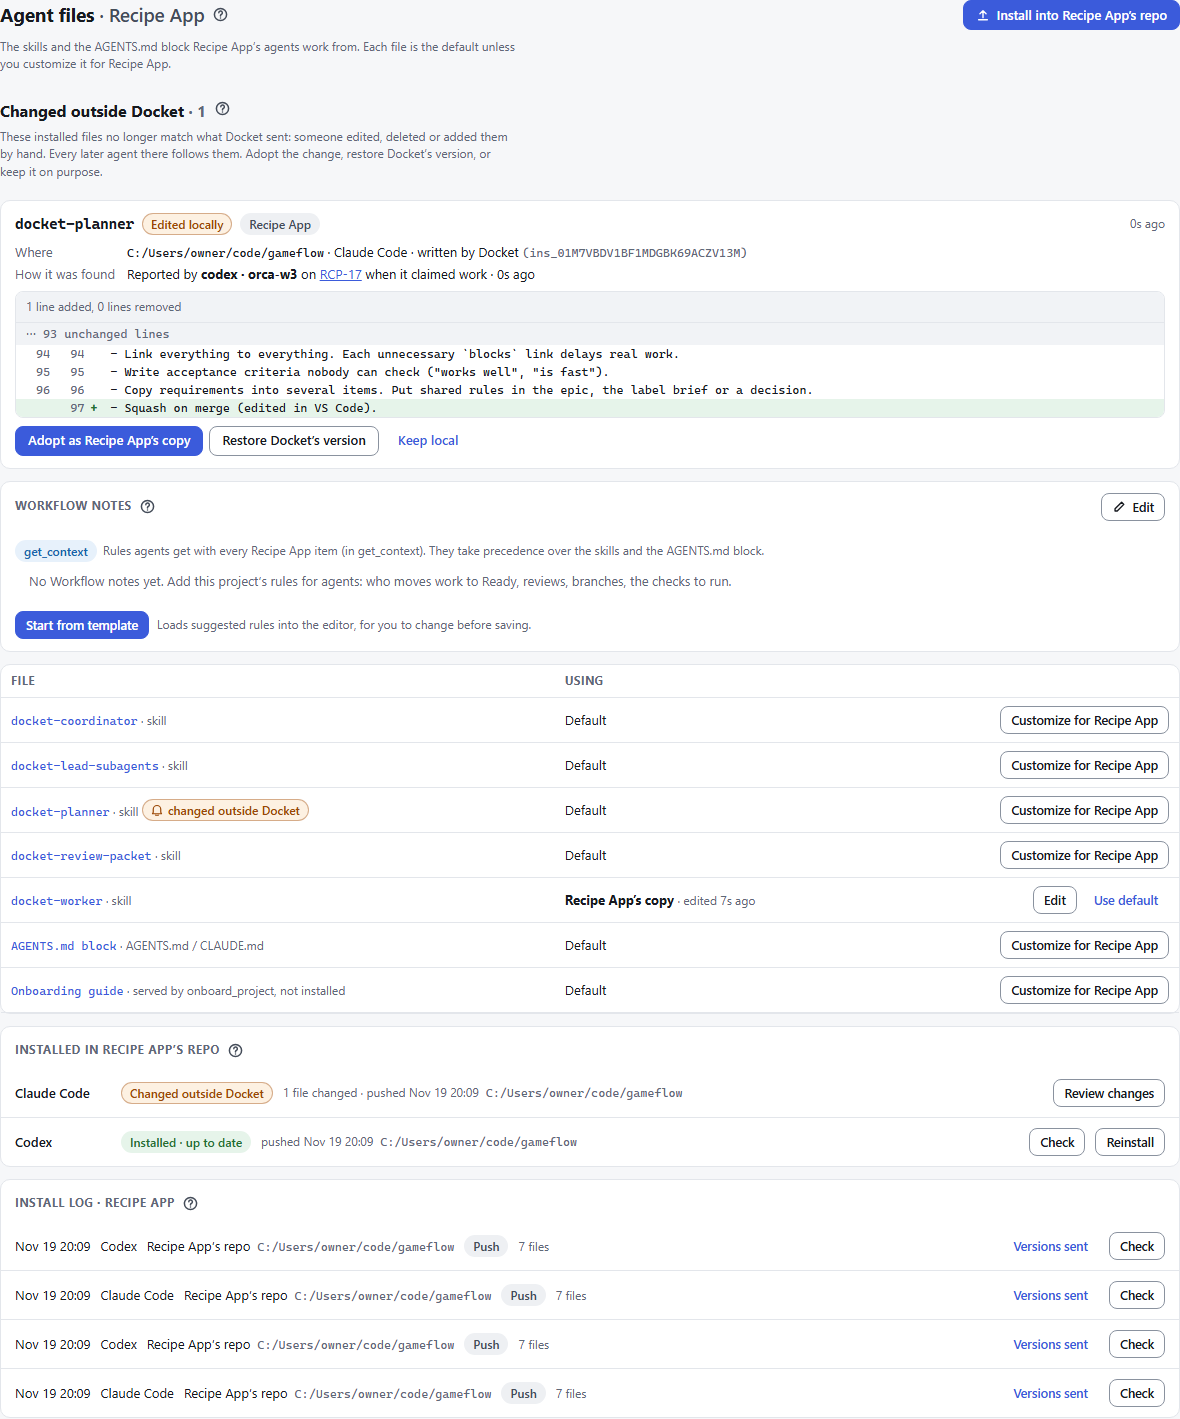 Agent files · Recipe App
Install into Recipe App's repo
The skills and the AGENTS.md block Recipe App's agents work from. Each file is the default unless
you customize it for Recipe App.
Changed outside Docket · 1
These installed files no longer match what Docket sent: someone edited, deleted or added them
by hand. Every later agent there follows them. Adopt the change, restore Docket's version, or
keep it on purpose.
docket-planner Edited locally Recipe App 0s ago
Where C:/Users/owner/code/gameflow · Claude Code · written by Docket (ins_01M7VBDV1BF1MDGBK69ACZV13M)
How it was found Reported by codex · orca-w3 on RCP-17 when it claimed work · 0s ago
1 line added, 0 lines removed
··· 93 unchanged lines
94 94 - Link everything to everything. Each unnecessary `blocks` link delays real work.
95 95 - Write acceptance criteria nobody can check ("works well", "is fast").
96 96 - Copy requirements into several items. Put shared rules in the epic, the label brief or a decision.
97 + - Squash on merge (edited in VS Code).
Adopt as Recipe App's copy Restore Docket's version Keep local
WORKFLOW NOTES Edit
get_context Rules agents get with every Recipe App item (in get_context). They take precedence over the skills and the AGENTS.md block.
No Workflow notes yet. Add this project's rules for agents: who moves work to Ready, reviews, branches, the checks to run.
Start from template Loads suggested rules into the editor, for you to change before saving.
FILE USING
docket-coordinator · skill Default Customize for Recipe App
docket-lead-subagents · skill Default Customize for Recipe App
docket-planner · skill changed outside Docket Default Customize for Recipe App
docket-review-packet · skill Default Customize for Recipe App
docket-worker · skill Recipe App's copy · edited 7s ago Edit Use default
AGENTS.md block · AGENTS.md / CLAUDE.md Default Customize for Recipe App
Onboarding guide · served by onboard_project, not installed Default Customize for Recipe App
INSTALLED IN RECIPE APP'S REPO
Claude Code Changed outside Docket 1 file changed · pushed Nov 19 20:09 C:/Users/owner/code/gameflow Review changes
Codex Installed · up to date pushed Nov 19 20:09 C:/Users/owner/code/gameflow Check Reinstall
INSTALL LOG · RECIPE APP
Nov 19 20:09 Codex Recipe App's repo C:/Users/owner/code/gameflow Push 7 files Versions sent Check
Nov 19 20:09 Claude Code Recipe App's repo C:/Users/owner/code/gameflow Push 7 files Versions sent Check
Nov 19 20:09 Codex Recipe App's repo C:/Users/owner/code/gameflow Push 7 files Versions sent Check
Nov 19 20:09 Claude Code Recipe App's repo C:/Users/owner/code/gameflow Push 7 files Versions sent Check